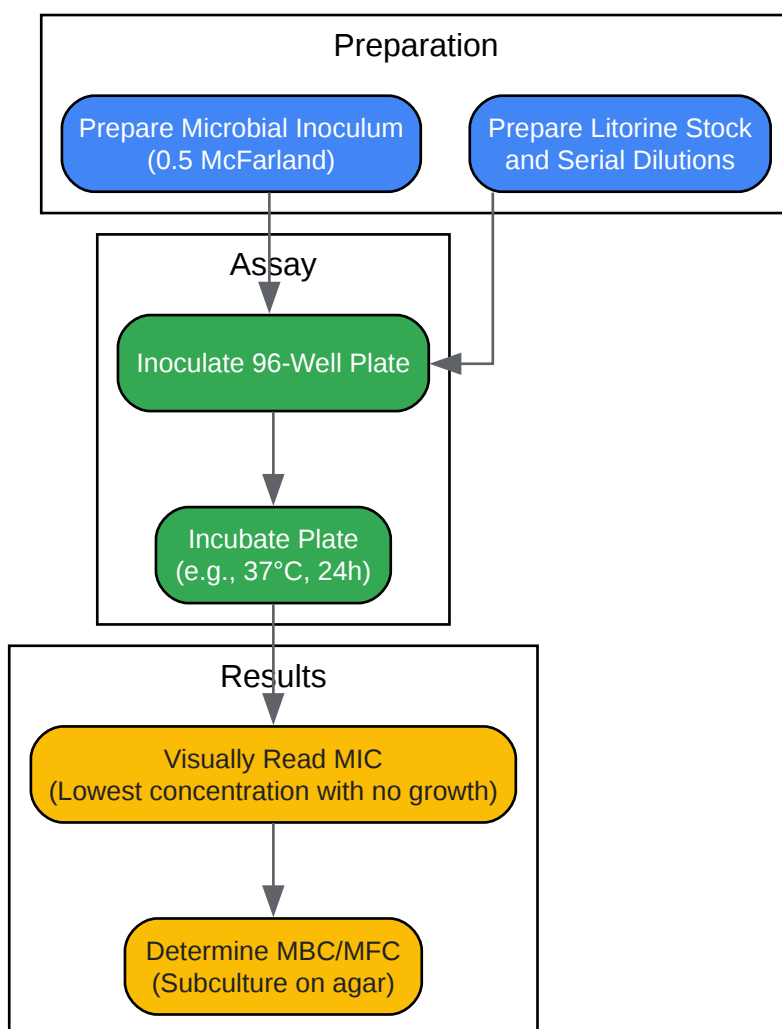 Preparation
Prepare Microbial Inoculum
(0.5 McFarland)
Prepare Litorine Stock
and Serial Dilutions
Assay
Inoculate 96-Well Plate
Incubate Plate
(e.g., 37°C, 24h)
Results
Visually Read MIC
(Lowest concentration with no growth)
Determine MBC/MFC
(Subculture on agar)